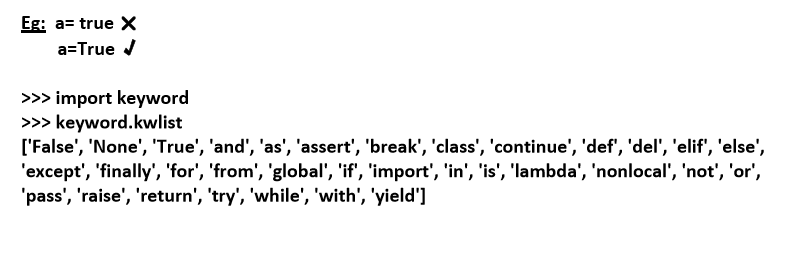 Eg: a= true ✕
a=True ✓
>>> import keyword
>>> keyword.kwlist
['False', 'None', 'True', 'and', 'as', 'assert', 'break', 'class', 'continue', 'def', 'del', 'elif', 'else',
'except', 'finally', 'for', 'from', 'global', 'if', 'import', 'in', 'is', 'lambda', 'nonlocal', 'not', 'or',
'pass', 'raise', 'return', 'try', 'while', 'with', 'yield']